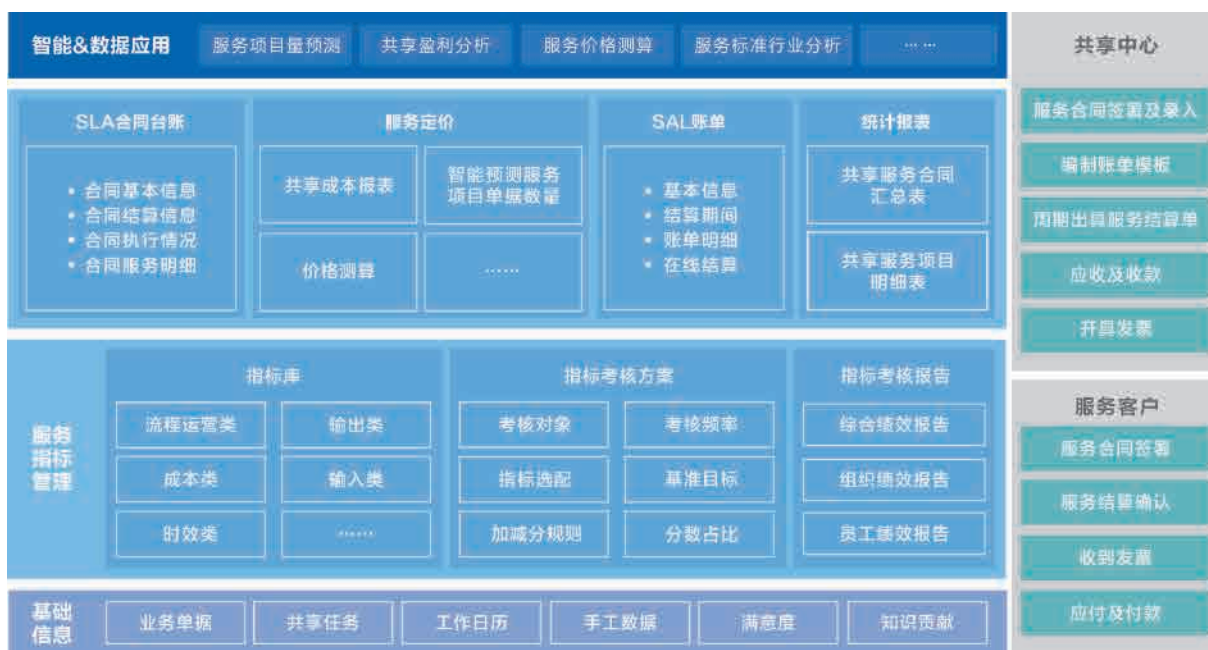 智能&数据应用
服务项目量预测
共享盈利分析
服务价格测算
服务标准行业分析
... ...
SLA合同台账
• 合同基本信息
• 合同结算信息
• 合同执行情况
• 合同服务明细
服务定价
共享成本报表
智能预测服务
项目单据数量
价格测算
……
SAL账单
• 基本信息
• 结算期间
• 账单明细
• 在线结算
统计报表
共享服务合同
汇总表
共享服务项目
明细表
服务
指标
管理
指标库
流程运营类
输出类
成本类
输入类
时效类
……
指标考核方案
考核对象
考核频率
指标选配
基准目标
加减分规则
分数占比
指标考核报告
综合绩效报告
组织绩效报告
员工绩效报告
基础
信息
业务单据
共享任务
工作日历
手工数据
满意度
知识贡献
共享中心
服务合同签署及录入
编制账单模板
周期出具服务结算单
应收及收款
开具发票
服务客户
服务合同签署
服务结算确认
收到发票
应付及付款